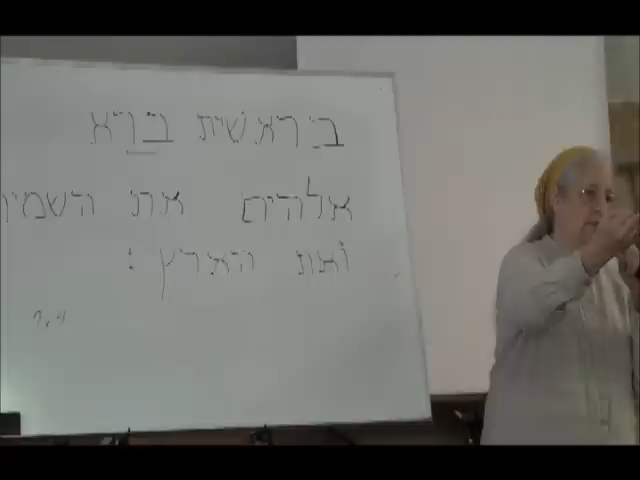 בראשית ברא
אלהים את השמי
ואת הארץ :